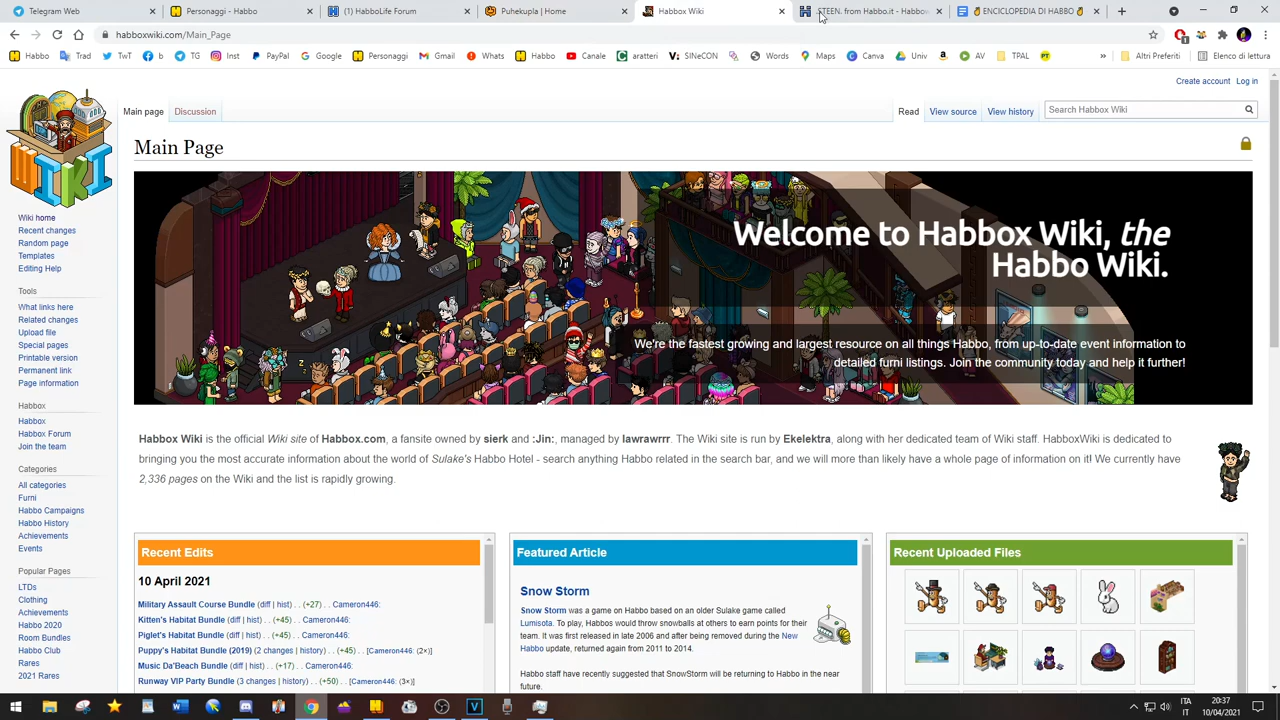 Telegram Web
Personaggi - Habbo
(1) HabboLife Forum
Puhekupla | Home
Habbox Wiki
STEEN. from Habbo.it - Habbo
ENCICLOPEDIA DI HABBO
habboxwiki.com/Main_Page
Habbo
Trad
TwT
b
TG
Inst
PayPal
Google
Personaggi
Gmail
Whats
Habbo
Canale
aratteri
SiNeCON
Words
Maps
Canva
Univ
AV
TPAL
»
Altri Preferiti
Elenco di lettura
Create account Log in
Main page
Discussion
Read
View source
View history
Search Habbox Wiki
WIKI
Main Page
Welcome to Habbox Wiki, the
Habbo Wiki.
We're the fastest growing and largest resource on all things Habbo, from up-to-date event information to
detailed furni listings. Join the community today and help it further!
Wiki home
Recent changes
Random page
Templates
Editing Help
Tools
What links here
Related changes
Upload file
Special pages
Printable version
Permanent link
Page information
Habbox
Habbox
Habbox Forum
Join the team
Categories
All categories
Furni
Habbo Campaigns
Habbo History
Achievements
Events
Popular Pages
LTDs
Clothing
Achievements
Habbo 2020
Room Bundles
Habbo Club
Rares
2021 Rares
Habbox Wiki is the official Wiki site of Habbox.com, a fansite owned by sierk and :Jin:, managed by lawrawrrr. The Wiki site is run by Ekelektra, along with her dedicated team of Wiki staff. HabboxWiki is dedicated to
bringing you the most accurate information about the world of Sulake's Habbo Hotel - search anything Habbo related in the search bar, and we will more than likely have a whole page of information on it! We currently have
2,336 pages on the Wiki and the list is rapidly growing.
Recent Edits
10 April 2021
Military Assault Course Bundle (diff | hist) . . (+27) . . Cameron446:
Kitten's Habitat Bundle (diff | hist) . . (+45) . . Cameron446:
Piglet's Habitat Bundle (diff | hist) . . (+45) . . Cameron446:
Puppy's Habitat Bundle (2019) (2 changes | history) . . (+45) . . [Cameron446: (2×)]
Music Da'Beach Bundle (diff | hist) . . (+17) . . Cameron446:
Runway VIP Party Bundle (3 changes | history) . . (+50) . . [Cameron446: (3×)]
Featured Article
Snow Storm
Snow Storm was a game on Habbo based on an older Sulake game called
Lumisota. To play, Habbos would throw snowballs at others to earn points for their
team. It was first released in late 2006 and after being removed during the New
Habbo update, returned again from 2011 to 2014.
Habbo staff have recently suggested that SnowStorm will be returning to Habbo in the near
future.
Recent Uploaded Files
ITA
IT
20:37
10/04/2021